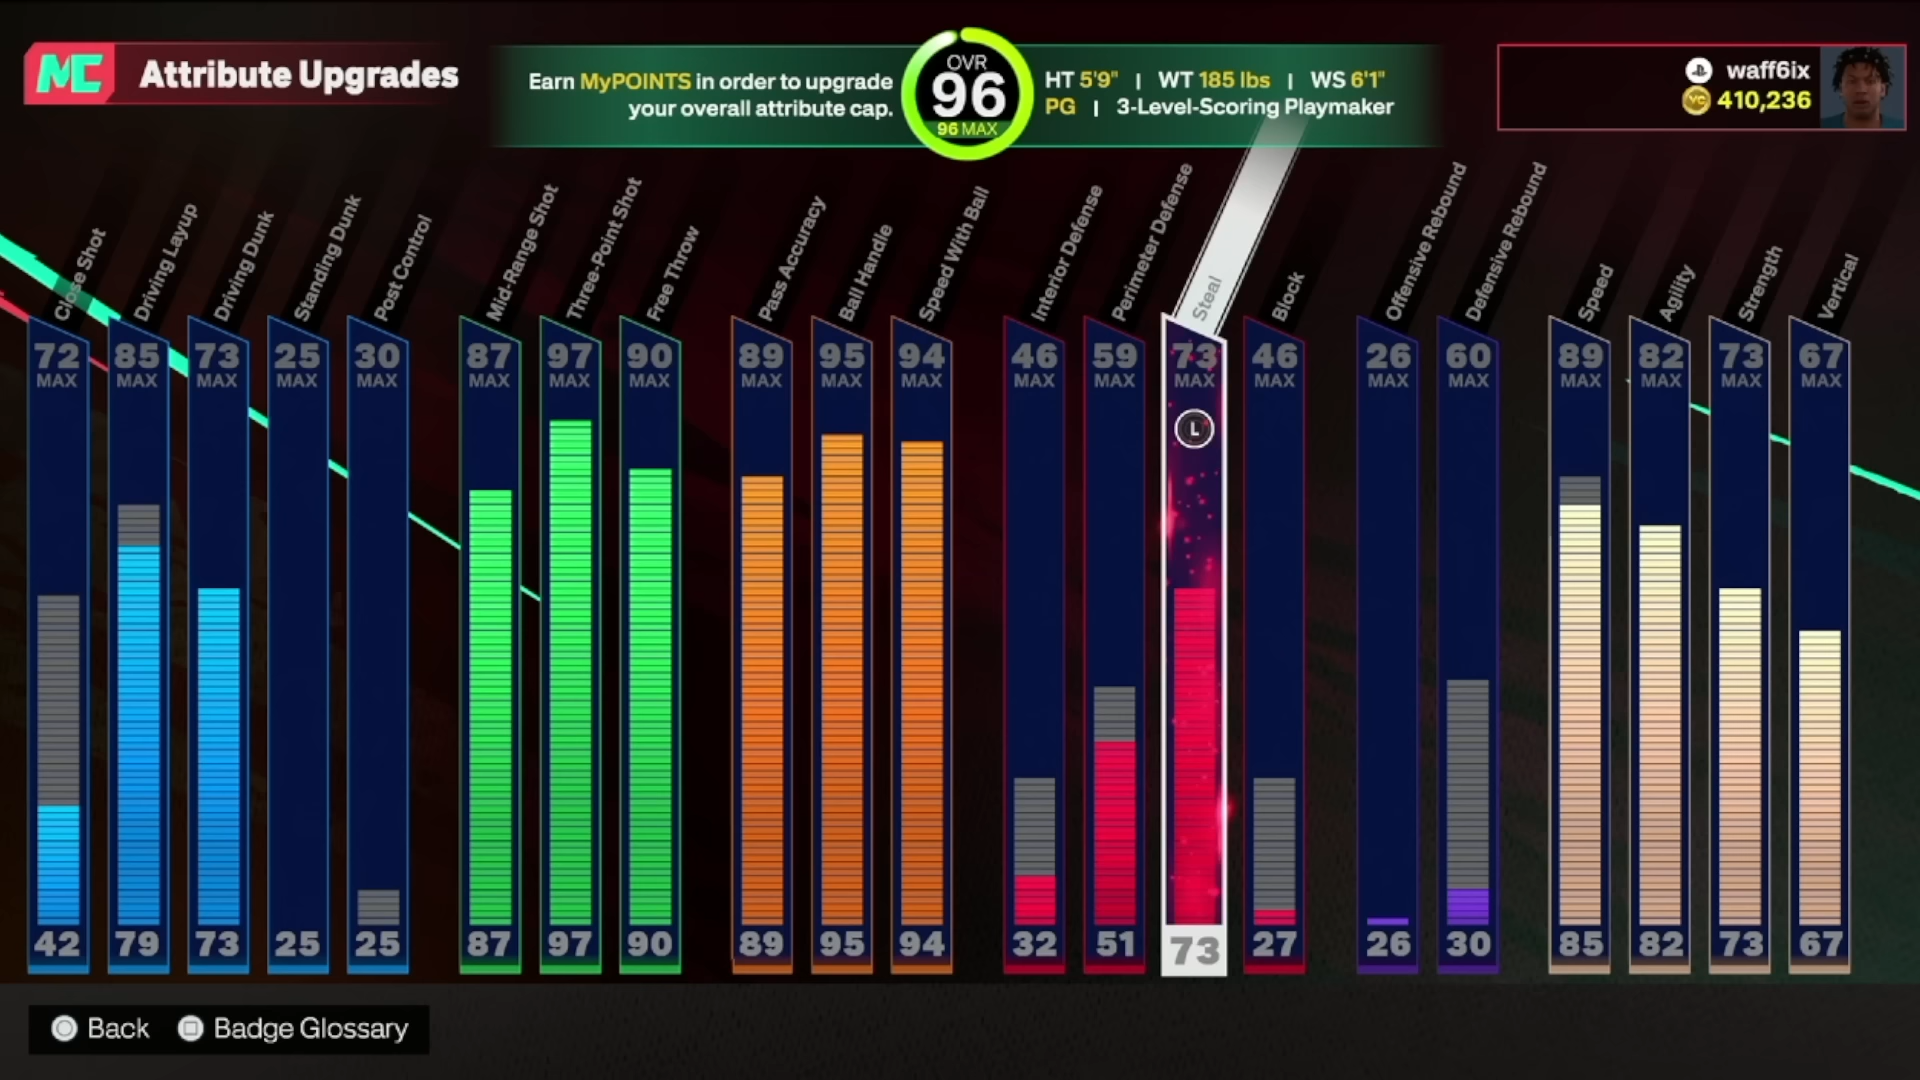 MC
Attribute Upgrades
Earn MyPOINTS in order to upgrade
your overall attribute cap.
OVR
96
96 MAX
HT 5'9" | WT 185 lbs | WS 6'1"
PG | 3-Level-Scoring Playmaker
waff6ix
VC 410,236
Close Shot
Driving Layup
Driving Dunk
Standing Dunk
Post Control
Mid-Range Shot
Three-Point Shot
Free Throw
Pass Accuracy
Ball Handle
Speed With Ball
Interior Defense
Perimeter Defense
Steal
Block
Offensive Rebound
Defensive Rebound
Speed
Agility
Strength
Vertical
72 85 73 25 30 87 97 90 89 95 94 46 59 73 46 26 60 89 82 73 67
MAX MAX MAX MAX MAX MAX MAX MAX MAX MAX MAX MAX MAX MAX MAX MAX MAX MAX MAX MAX MAX
L
42 79 73 25 25 87 97 90 89 95 94 32 51 73 27 26 30 85 82 73 67
Back Badge Glossary